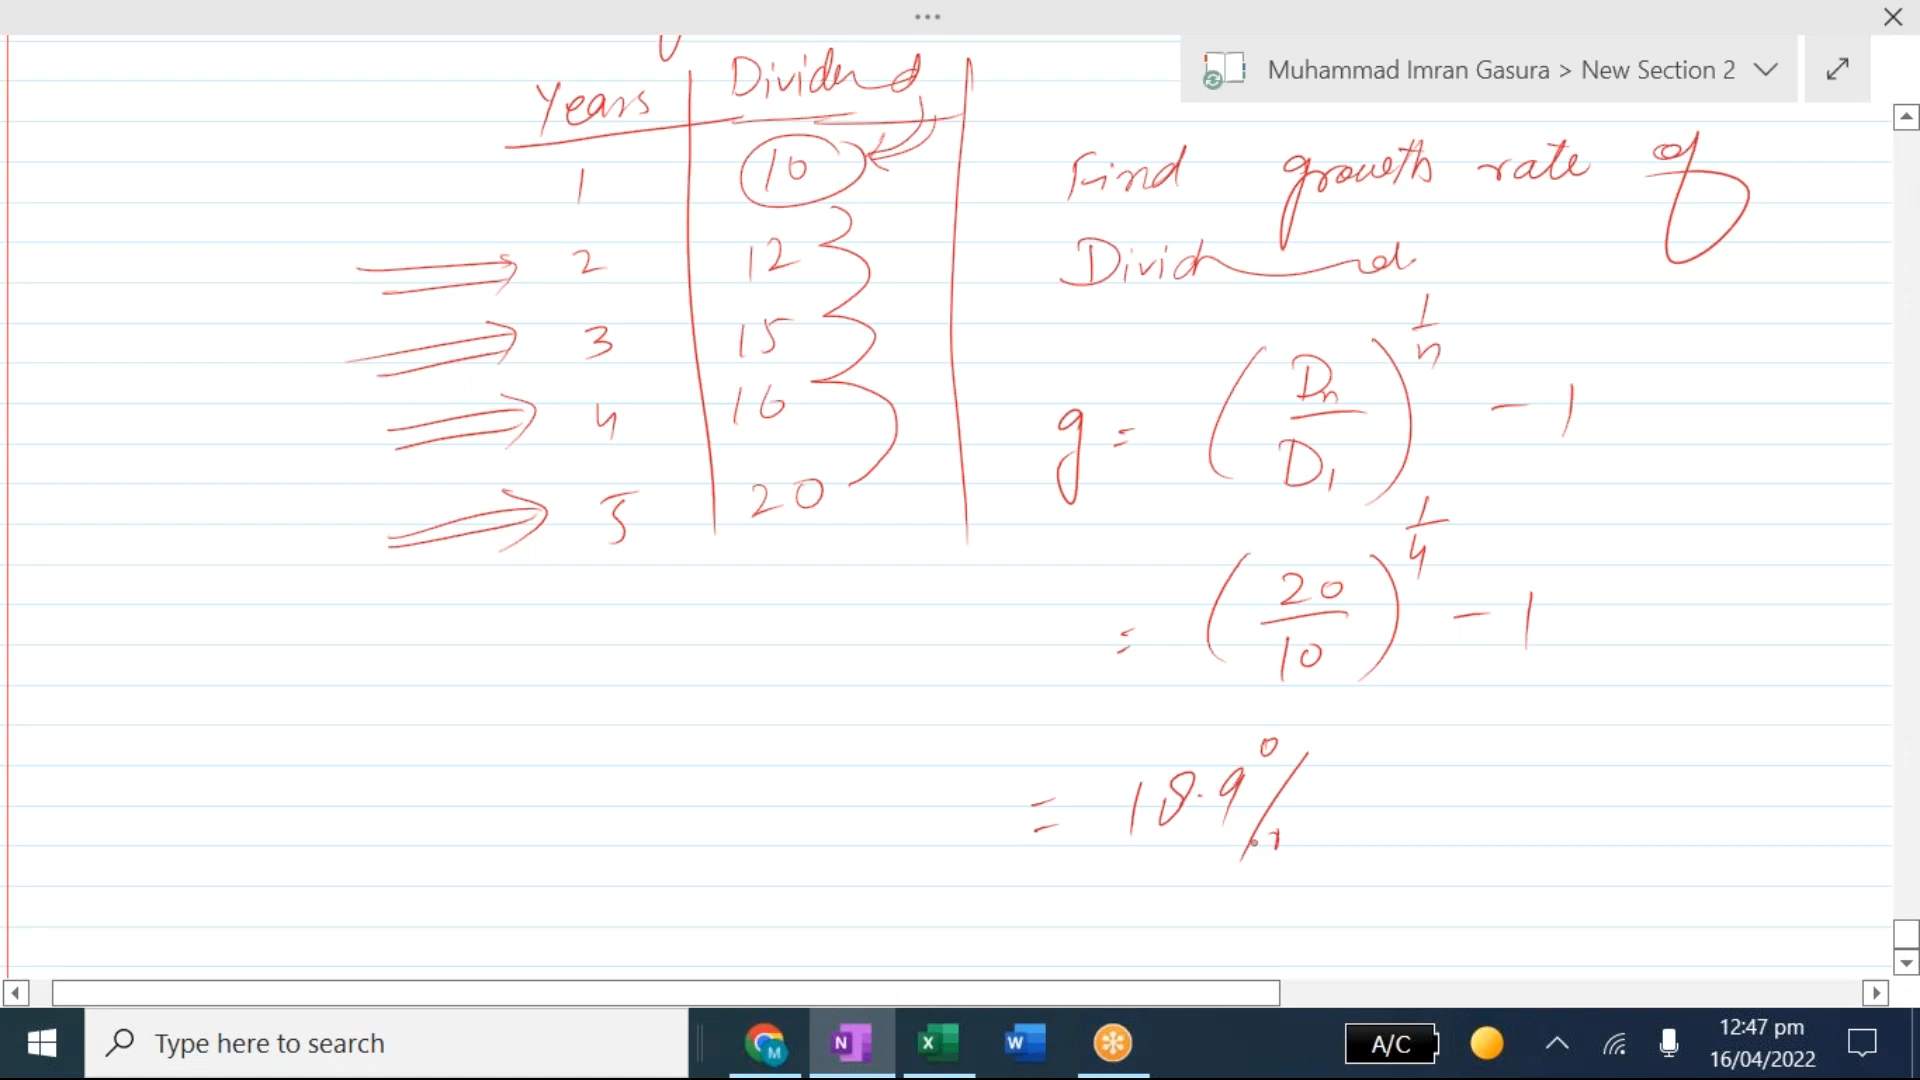 Muhammad Imran Gasura > New Section 2
Years Dividend
1 10
2 12
3 15
4 16
5 20
Find growth rate of
Dividend
g = (Dn/D1)^1/n - 1
= (20/10)^1/4 - 1
= 18.9%
Type here to search
A/C
12:47 pm
16/04/2022